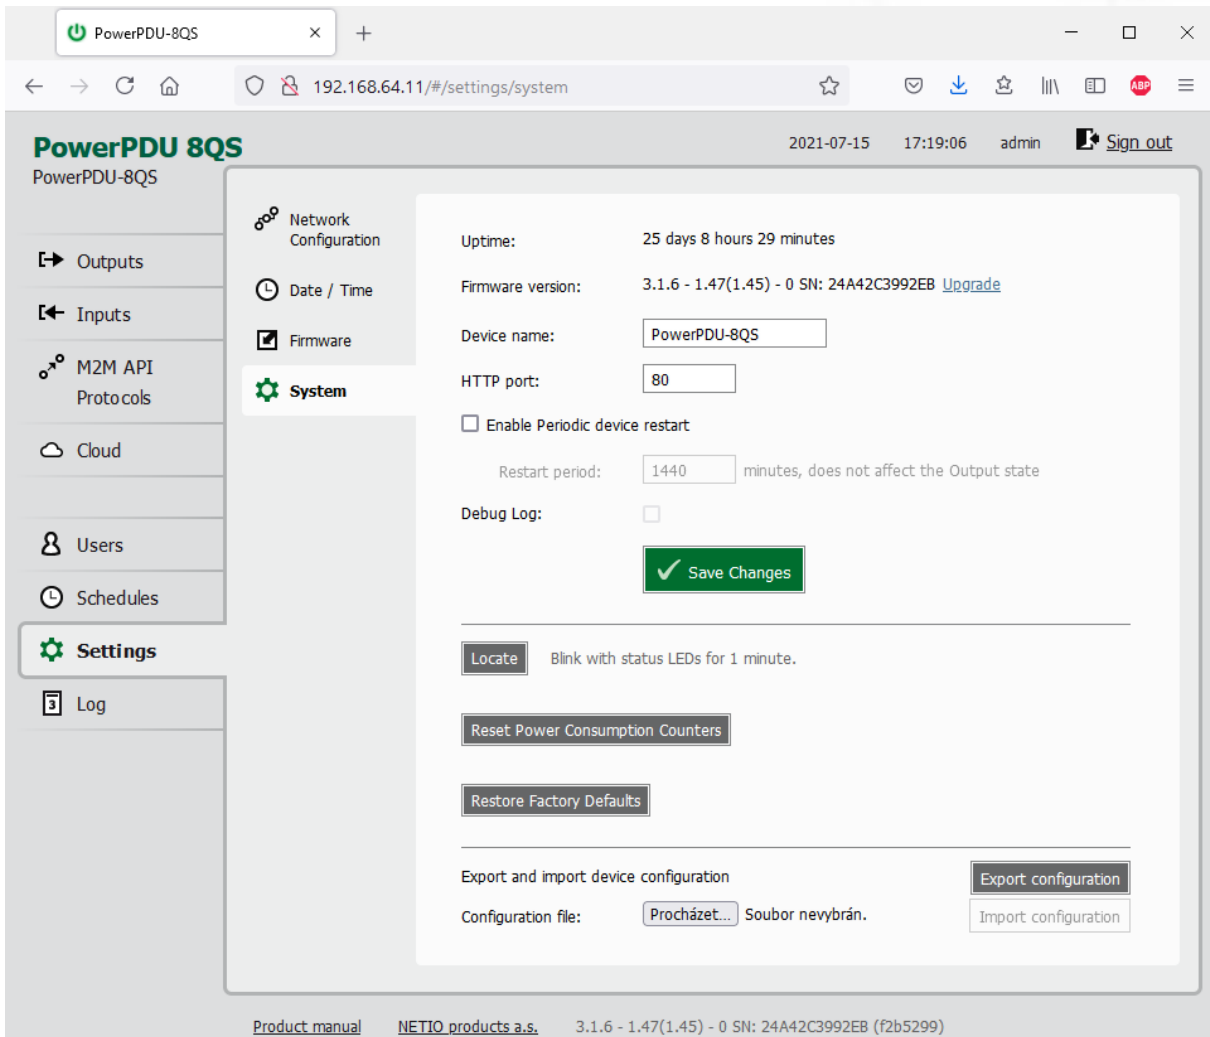 PowerPDU-8QS
192.168.64.11/#/settings/system
ABP
PowerPDU 8QS
PowerPDU-8QS
2021-07-15 17:19:06 admin Sign out
Outputs
Inputs
M2M API
Protocols
Cloud
Users
Schedules
Settings
3 Log
Network
Configuration
Date / Time
Firmware
System
Uptime: 25 days 8 hours 29 minutes
Firmware version: 3.1.6 - 1.47(1.45) - 0 SN: 24A42C3992EB Upgrade
Device name: PowerPDU-8QS
HTTP port: 80
Enable Periodic device restart
Restart period: 1440 minutes, does not affect the Output state
Debug Log:
Save Changes
Locate Blink with status LEDs for 1 minute.
Reset Power Consumption Counters
Restore Factory Defaults
Export and import device configuration Export configuration
Configuration file: Procházet... Soubor nevybrán. Import configuration
Product manual NETIO products a.s. 3.1.6 - 1.47(1.45) - 0 SN: 24A42C3992EB (f2b5299)